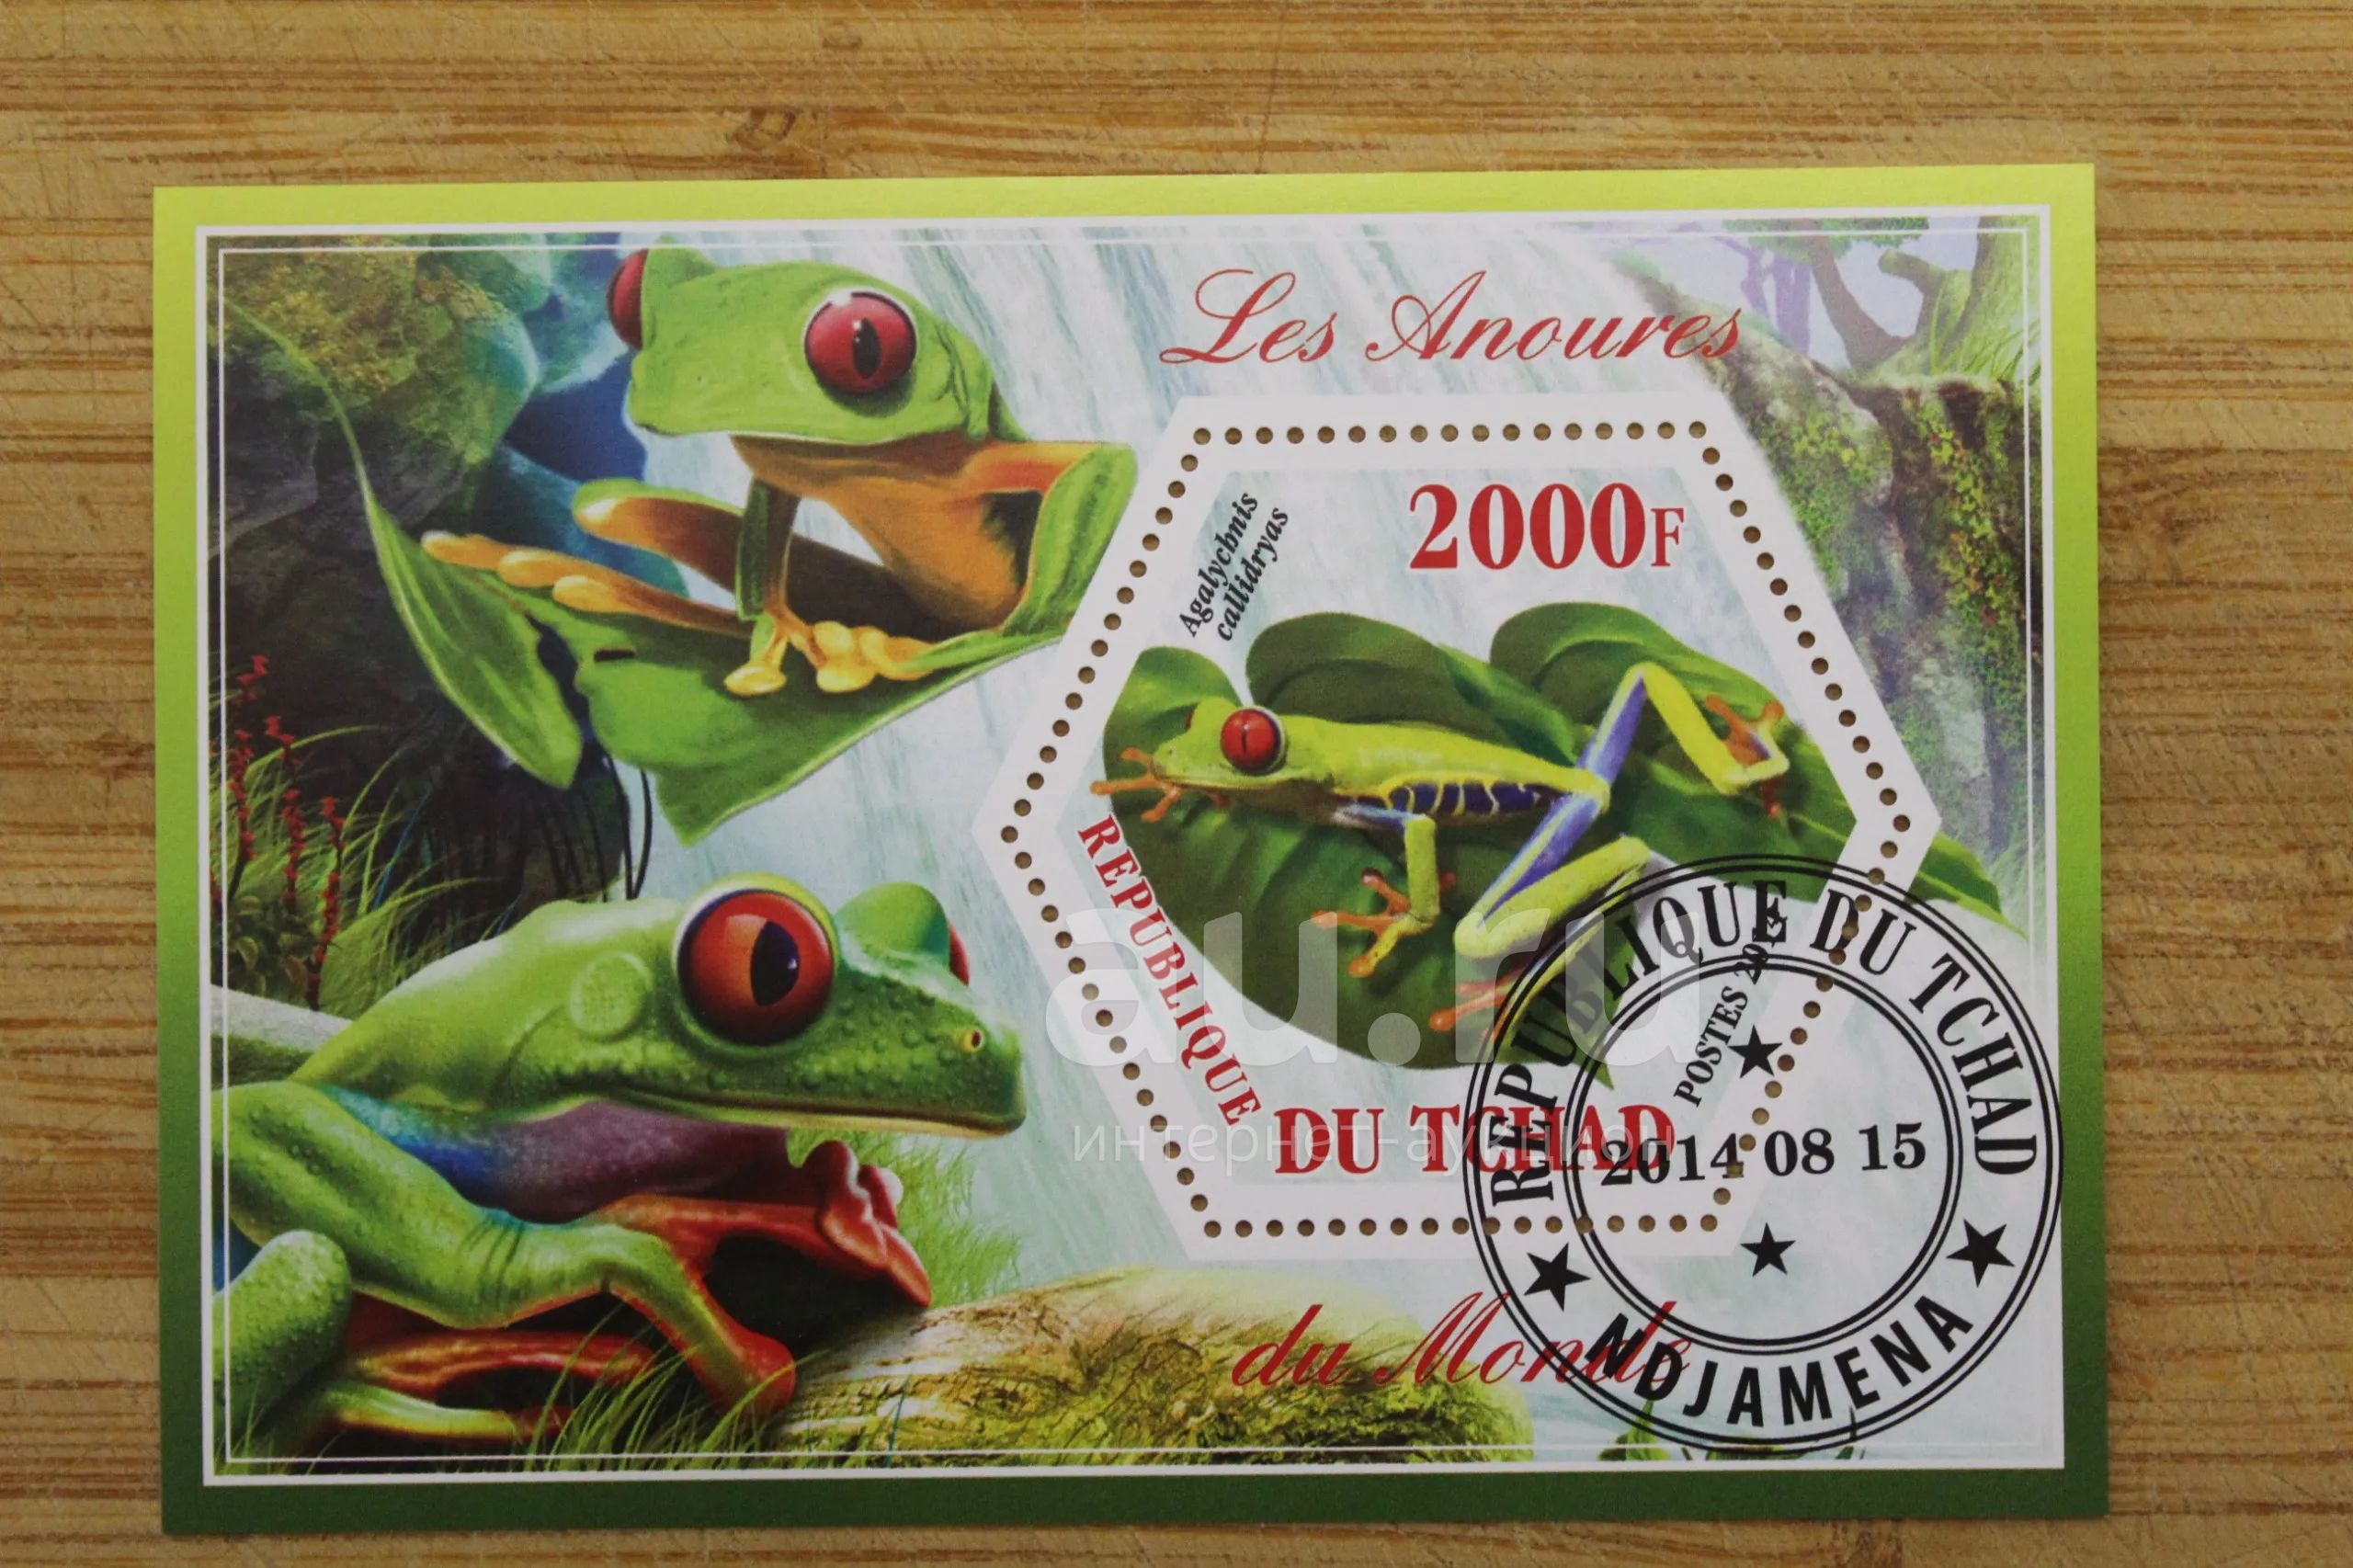 Les Anoures
2000F
Agalychnis
callidryas
REPUBLIQUE
DU TCHAD
POSTES
REPUBLIQUE DU TCHAD
2014 08 15
NDJAMENA
du Monde
au.ru
интернет-аукцион